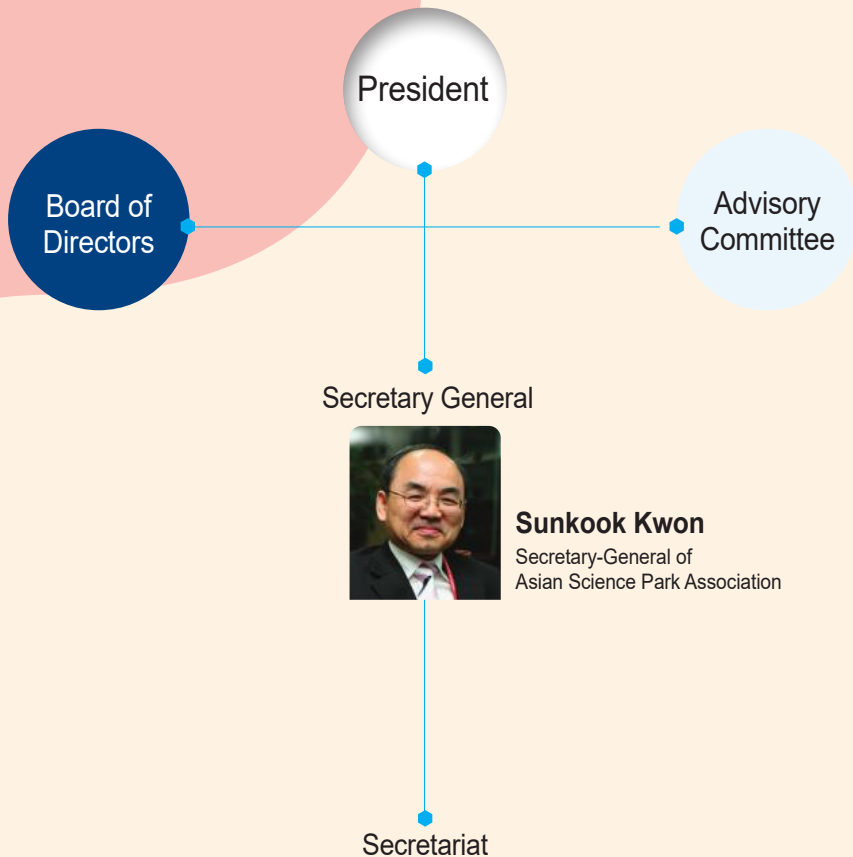 President
Board of
Directors
Advisory
Committee
Secretary General
Sunkook Kwon
Secretary-General of
Asian Science Park Association
Secretariat